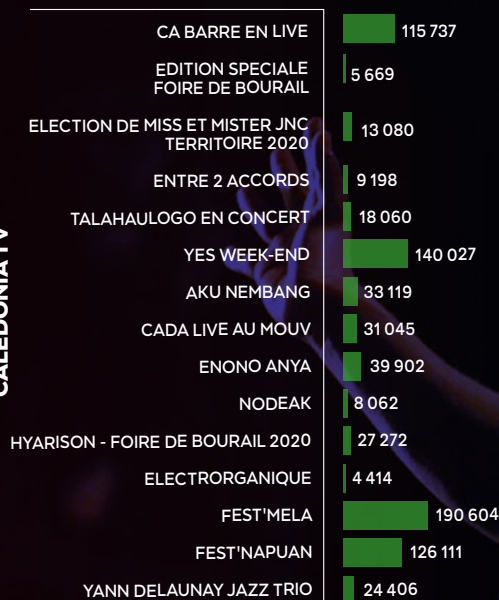 CALEDONIA TV
CA BARRE EN LIVE 115 737
EDITION SPECIALE
FOIRE DE BOURAIL 5 669
ELECTION DE MISS ET MISTER JNC
TERRITOIRE 2020 13 080
ENTRE 2 ACCORDS 9 198
TALAHAULOGO EN CONCERT 18 060
YES WEEK-END 140 027
AKU NEMBANG 33 119
CADA LIVE AU MOUV 31 045
ENONO ANYA 39 902
NODEAK 8 062
HYARISON - FOIRE DE BOURAIL 2020 27 272
ELECTRORGANIQUE 4 414
FEST'MELA 190 604
FEST'NAPUAN 126 111
YANN DELAUNAY JAZZ TRIO 24 406